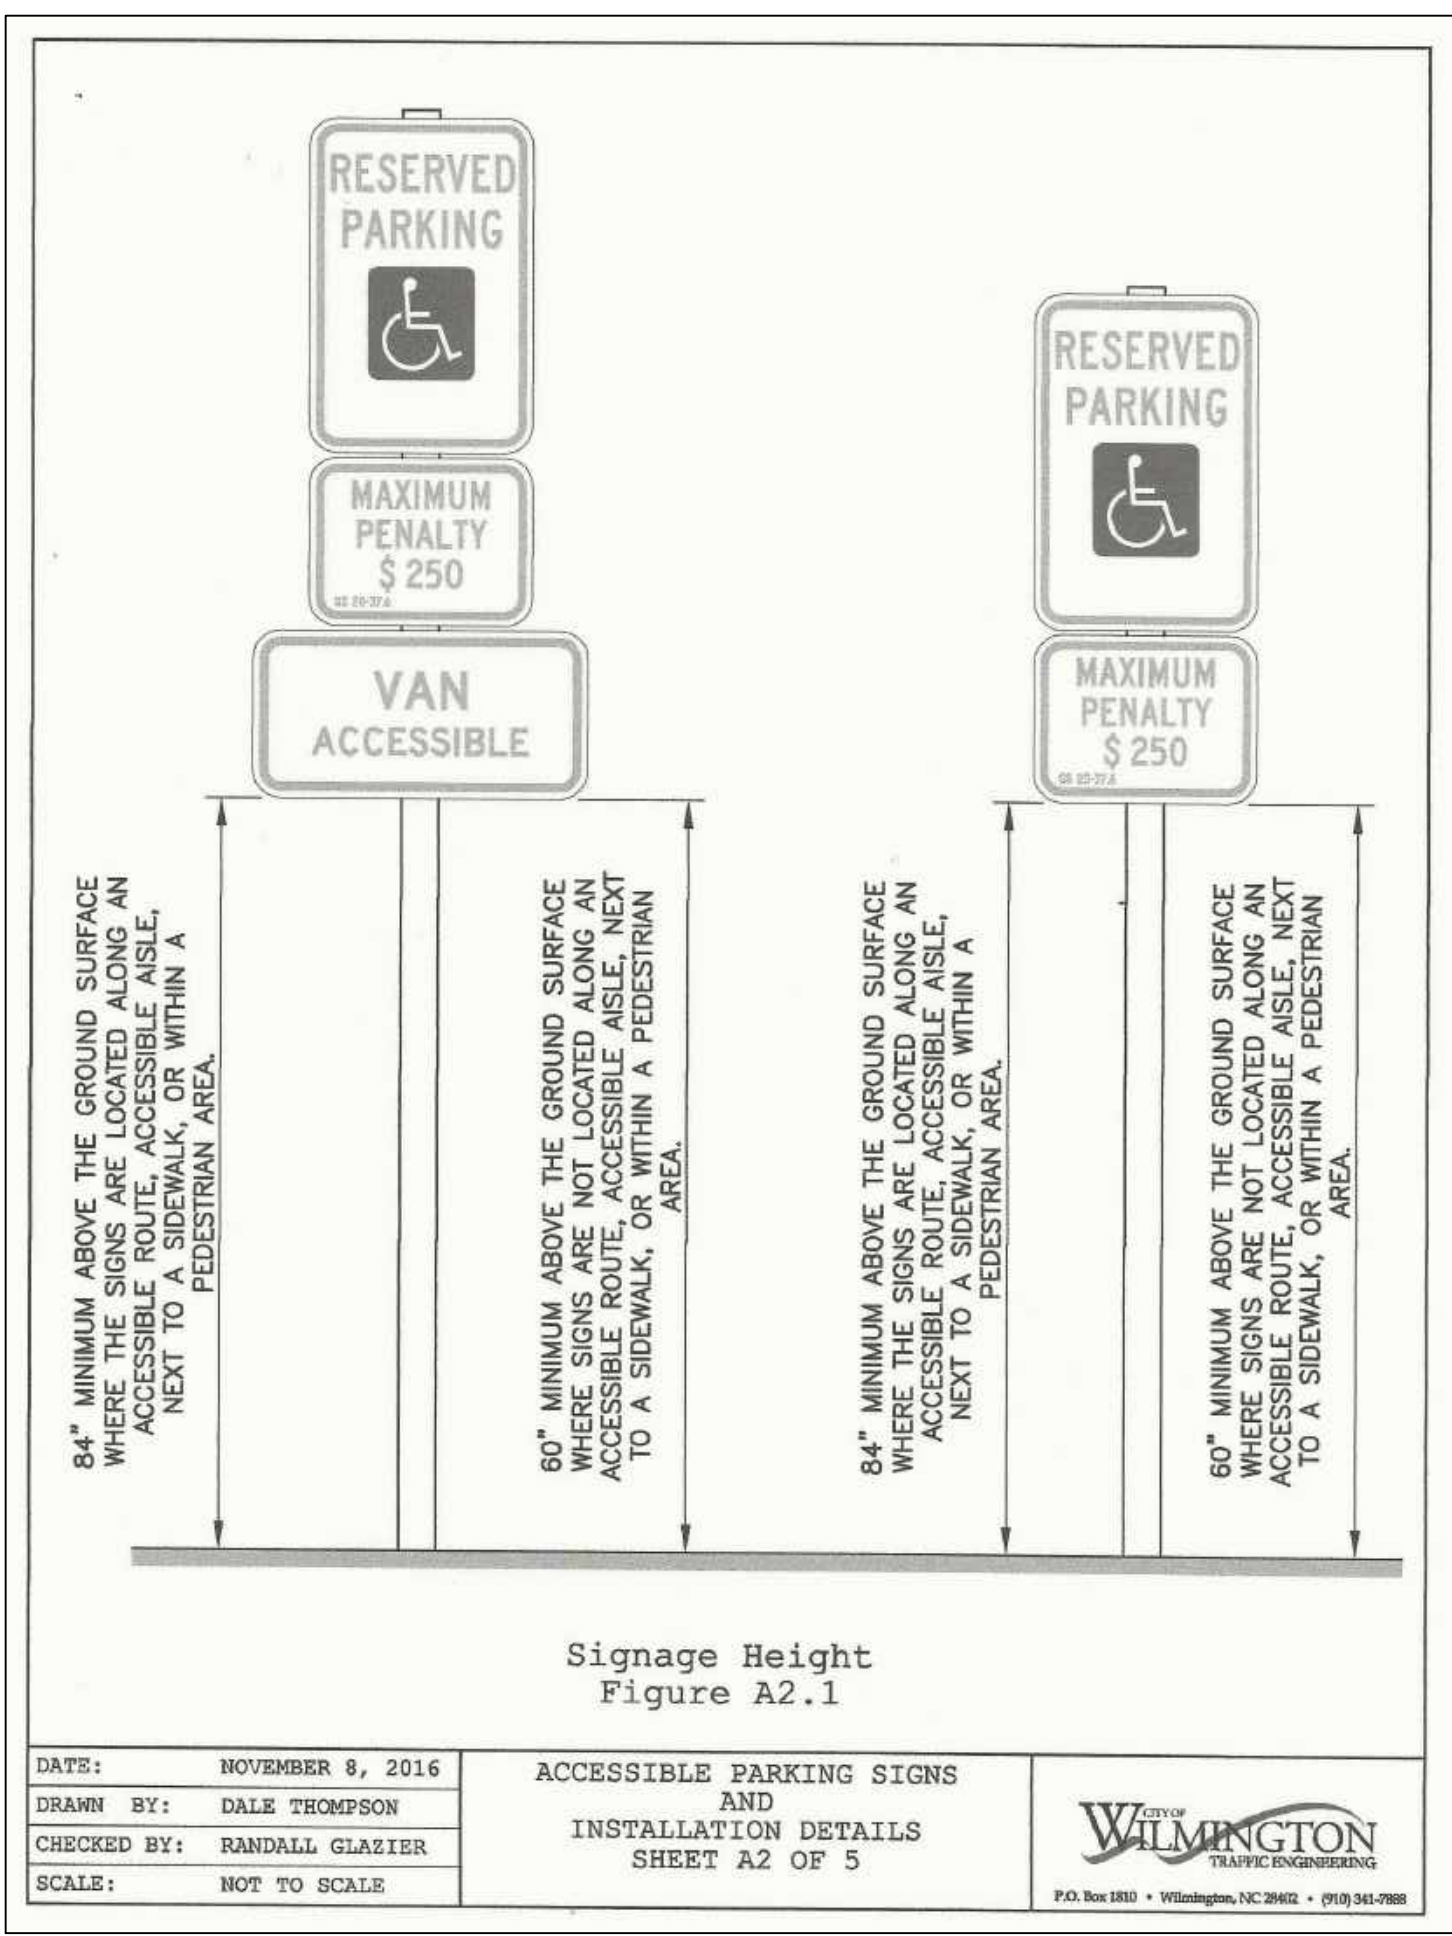 RESERVED
PARKING
MAXIMUM
PENALTY
$ 250
GS 20-37.6
VAN
ACCESSIBLE
RESERVED
PARKING
MAXIMUM
PENALTY
$ 250
GS 20-37.6
84" MINIMUM ABOVE THE GROUND SURFACE
WHERE THE SIGNS ARE LOCATED ALONG AN
ACCESSIBLE ROUTE, ACCESSIBLE AISLE,
NEXT TO A SIDEWALK, OR WITHIN A
PEDESTRIAN AREA.
60" MINIMUM ABOVE THE GROUND SURFACE
WHERE SIGNS ARE NOT LOCATED ALONG AN
ACCESSIBLE ROUTE, ACCESSIBLE AISLE, NEXT
TO A SIDEWALK, OR WITHIN A PEDESTRIAN
AREA.
84" MINIMUM ABOVE THE GROUND SURFACE
WHERE THE SIGNS ARE LOCATED ALONG AN
ACCESSIBLE ROUTE, ACCESSIBLE AISLE,
NEXT TO A SIDEWALK, OR WITHIN A
PEDESTRIAN AREA.
60" MINIMUM ABOVE THE GROUND SURFACE
WHERE SIGNS ARE NOT LOCATED ALONG AN
ACCESSIBLE ROUTE, ACCESSIBLE AISLE, NEXT
TO A SIDEWALK, OR WITHIN A PEDESTRIAN
AREA.
Signage Height
Figure A2.1
DATE: NOVEMBER 8, 2016
DRAWN BY: DALE THOMPSON
CHECKED BY: RANDALL GLAZIER
SCALE: NOT TO SCALE
ACCESSIBLE PARKING SIGNS
AND
INSTALLATION DETAILS
SHEET A2 OF 5
CITY OF
WILMINGTON
TRAFFIC ENGINEERING
P.O. Box 1810 • Wilmington, NC 28402 • (910) 341-7888